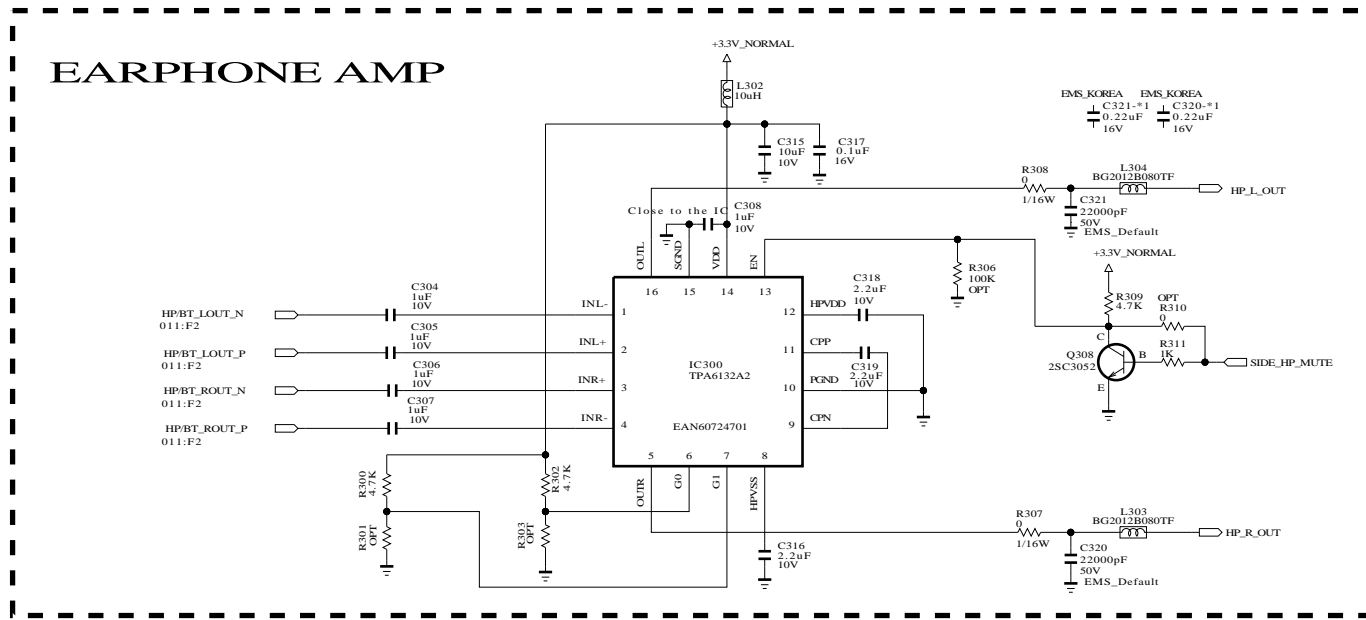 EARPHONE AMP
+3.3V_NORMAL
L302
10uH
C315
10uF
10V
C317
0.1uF
16V
EMS_KOREA
C321-*1
0.22uF
16V
EMS_KOREA
C320-*1
0.22uF
16V
R308
0
1/16W
L304
BG2012B080TF
HP_L_OUT
C321
22000pF
50V
EMS_Default
Close to the IC
C308
1uF
10V
OUTL
SGND
VDD
EN
16
15
14
13
R306
100K
OPT
+3.3V_NORMAL
R309
4.7K
OPT
R310
0
R311
1K
C
B
E
Q308
2SC3052
SIDE_HP_MUTE
HP/BT_LOUT_N
011:F2
C304
1uF
10V
INL-
1
HP/BT_LOUT_P
011:F2
C305
1uF
10V
INL+
2
HP/BT_ROUT_N
011:F2
C306
1uF
10V
INR+
3
HP/BT_ROUT_P
011:F2
C307
1uF
10V
INR-
4
IC300
TPA6132A2
EAN60724701
12
HPVDD
C318
2.2uF
10V
11
CPP
C319
2.2uF
10V
10
PGND
9
CPN
5
6
7
8
OUTR
G0
G1
HPVSS
R300
4.7K
R301
OPT
R302
4.7K
R303
OPT
C316
2.2uF
10V
R307
0
1/16W
L303
BG2012B080TF
HP_R_OUT
C320
22000pF
50V
EMS_Default